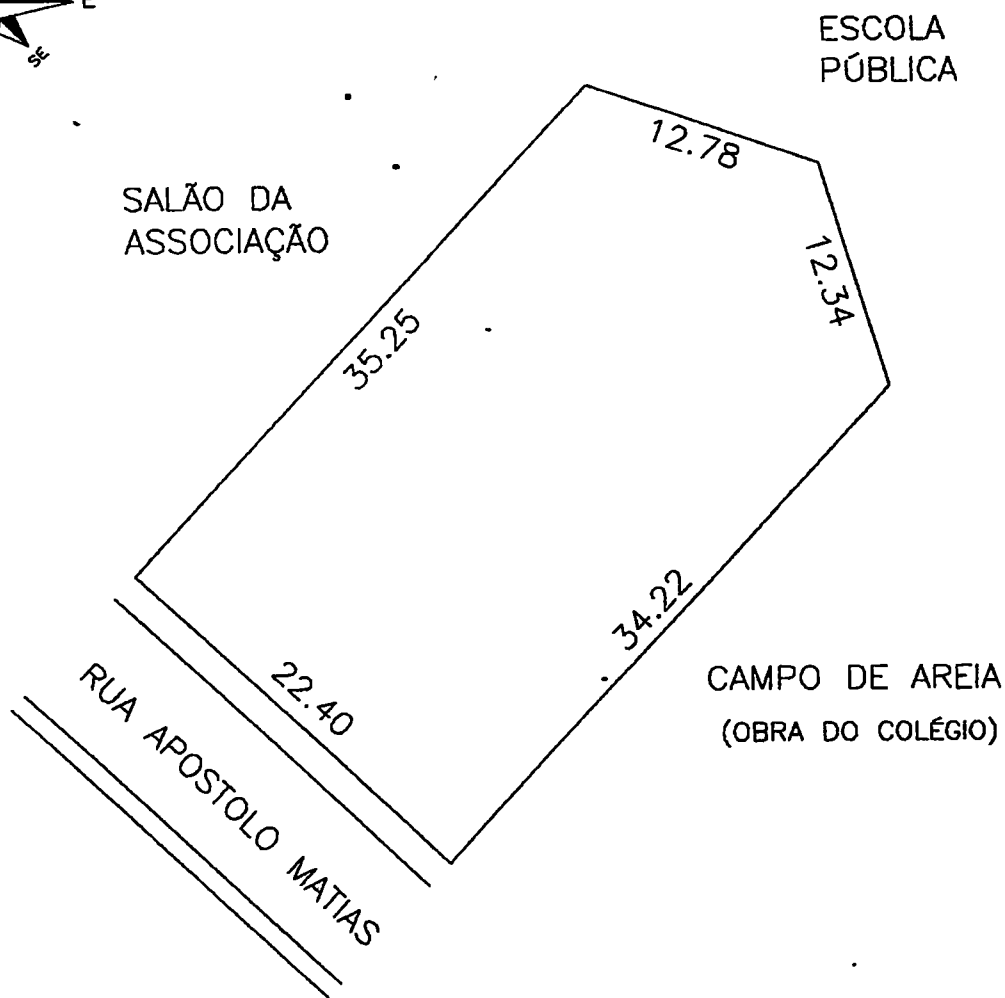 E
SE
ESCOLA
PÚBLICA
12.78
SALÃO DA
ASSOCIAÇÃO
12.34
35.25
34.22
22.40
CAMPO DE AREIA
(OBRA DO COLÉGIO)
RUA APOSTOLO MATIAS